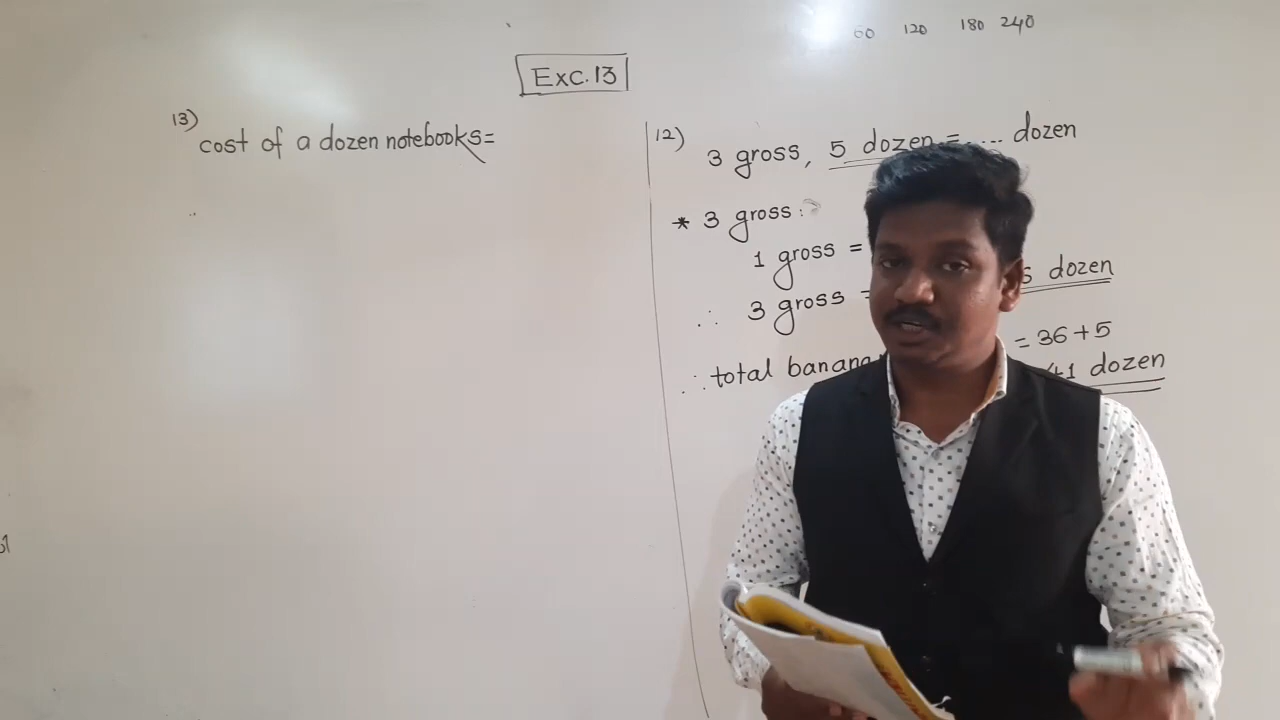 60 120 180 240
Exc. 13
13) cost of a dozen notebooks=
12) 3 gross, 5 dozen = .... dozen
* 3 gross:
1 gross =
∴ 3 gross = dozen
= 36+5
∴ total banana 41 dozen